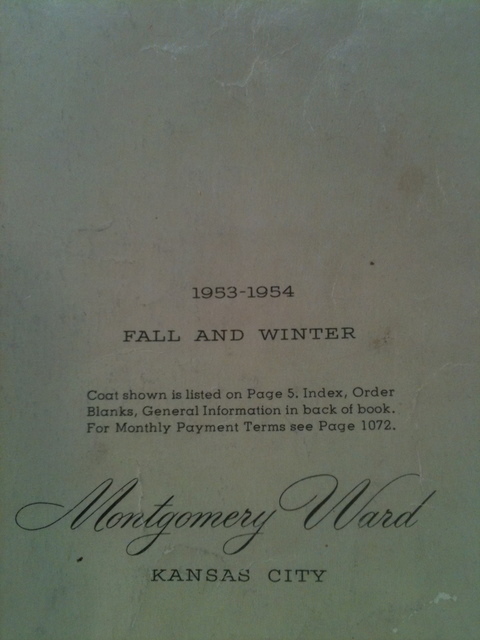 1953-1954
FALL AND WINTER
Coat shown is listed on Page 5. Index, Order
Blanks, General Information in back of book.
For Monthly Payment Terms see Page 1072.
Montgomery Ward
KANSAS CITY